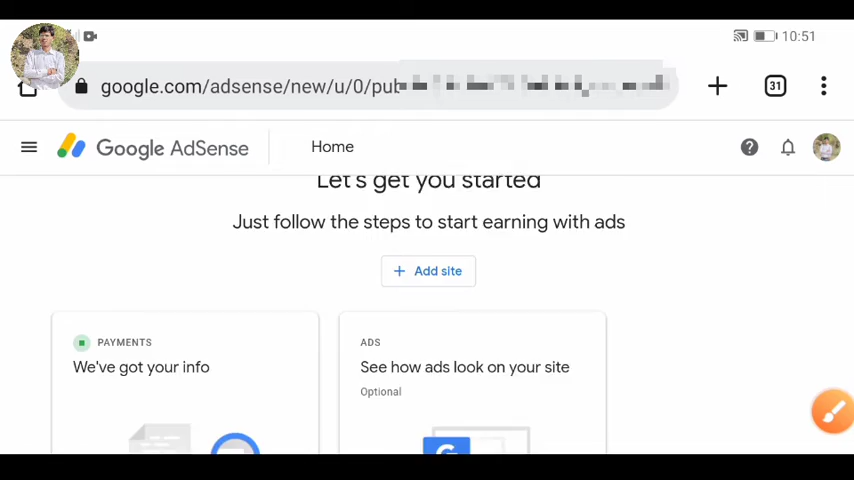 10:51
google.com/adsense/new/u/0/pub
31
Google AdSense
Home
Let's get you started
Just follow the steps to start earning with ads
+ Add site
PAYMENTS
We've got your info
ADS
See how ads look on your site
Optional
G